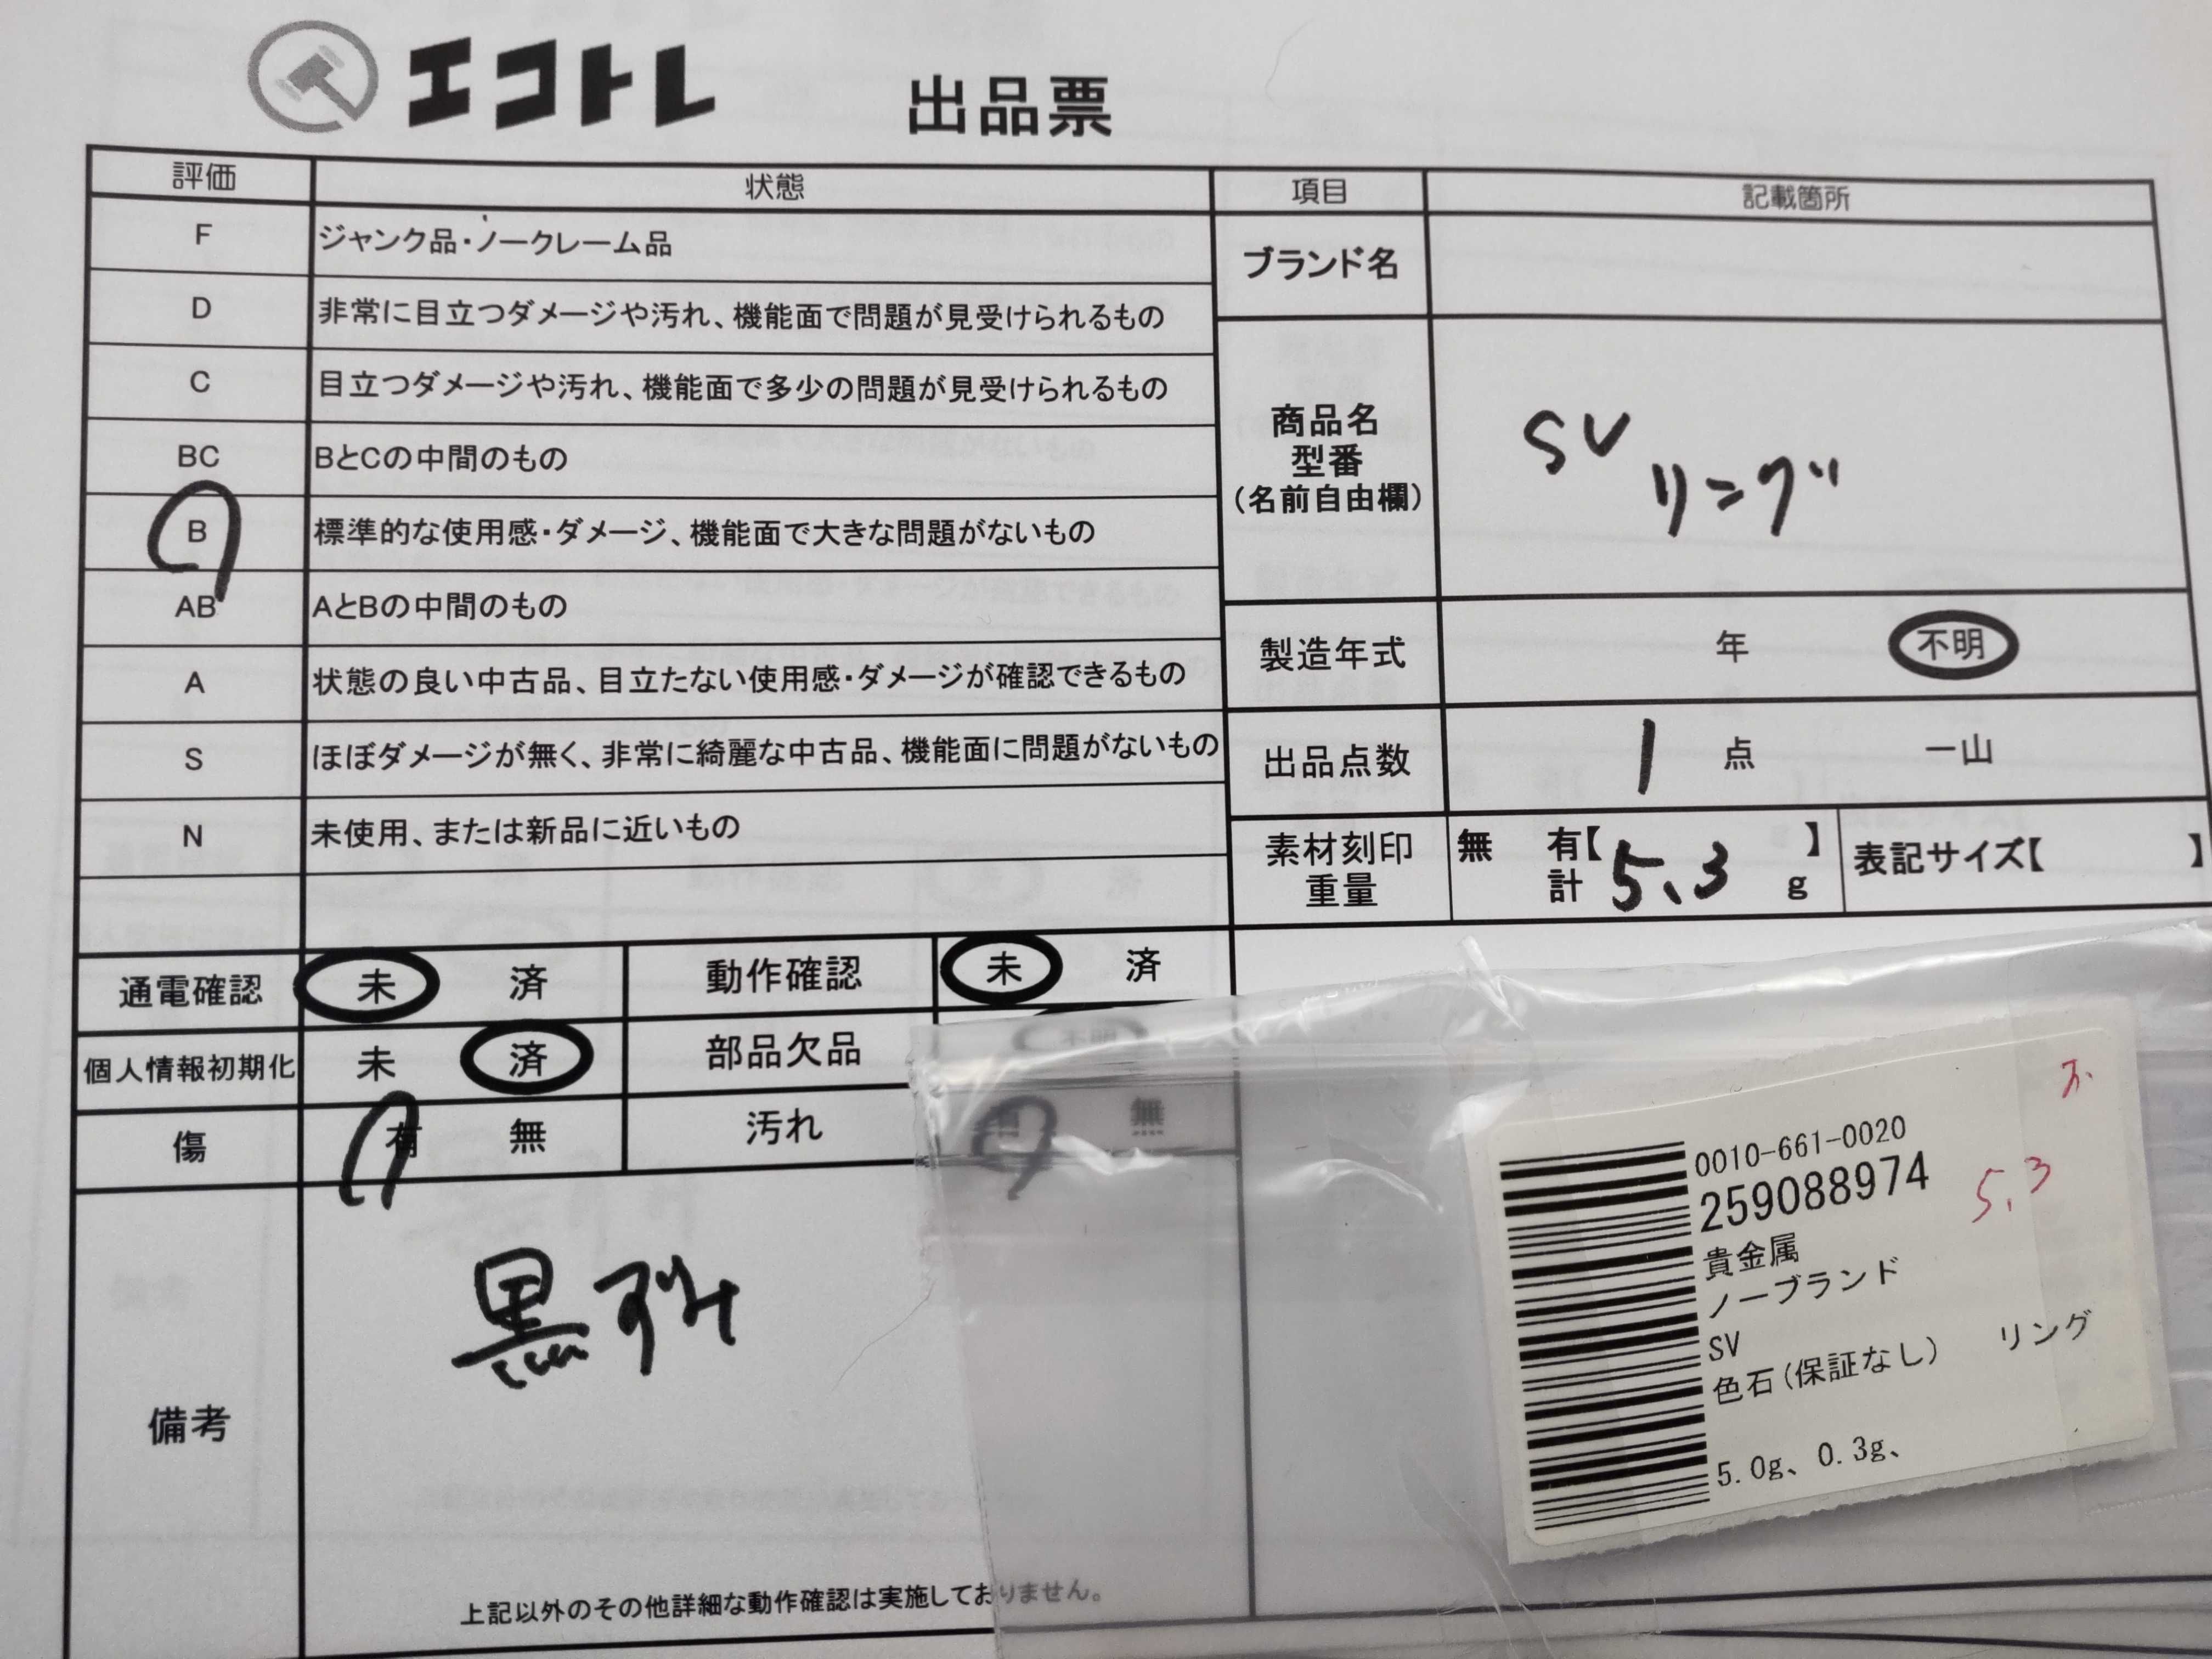 エコトレ
出品票
評価 状態 項目 記載箇所
F ジャンク品・ノークレーム品
D 非常に目立つダメージや汚れ、機能面で問題が見受けられるもの
C 目立つダメージや汚れ、機能面で多少の問題が見受けられるもの
BC BとCの中間のもの
B 標準的な使用感・ダメージ、機能面で大きな問題がないもの
AB AとBの中間のもの
A 状態の良い中古品、目立たない使用感・ダメージが確認できるもの
S ほぼダメージが無く、非常に綺麗な中古品、機能面に問題がないもの
N 未使用、または新品に近いもの
ブランド名
商品名
型番
(名前自由欄)
SV
リング
製造年式 年 不明
出品点数 1 点 一山
素材刻印
重量
無 有【 】
計 5.3 g
表記サイズ【 】
通電確認 未 済 動作確認 未 済
個人情報初期化 未 済 部品欠品 不明
傷 有 無 汚れ 有 無
備考
黒ずみ
上記以外のその他詳細な動作確認は実施しておりません。
0010-661-0020
259088974
5.3
貴金属
ノーブランド
SV
色石(保証なし) リング
5.0g、0.3g、